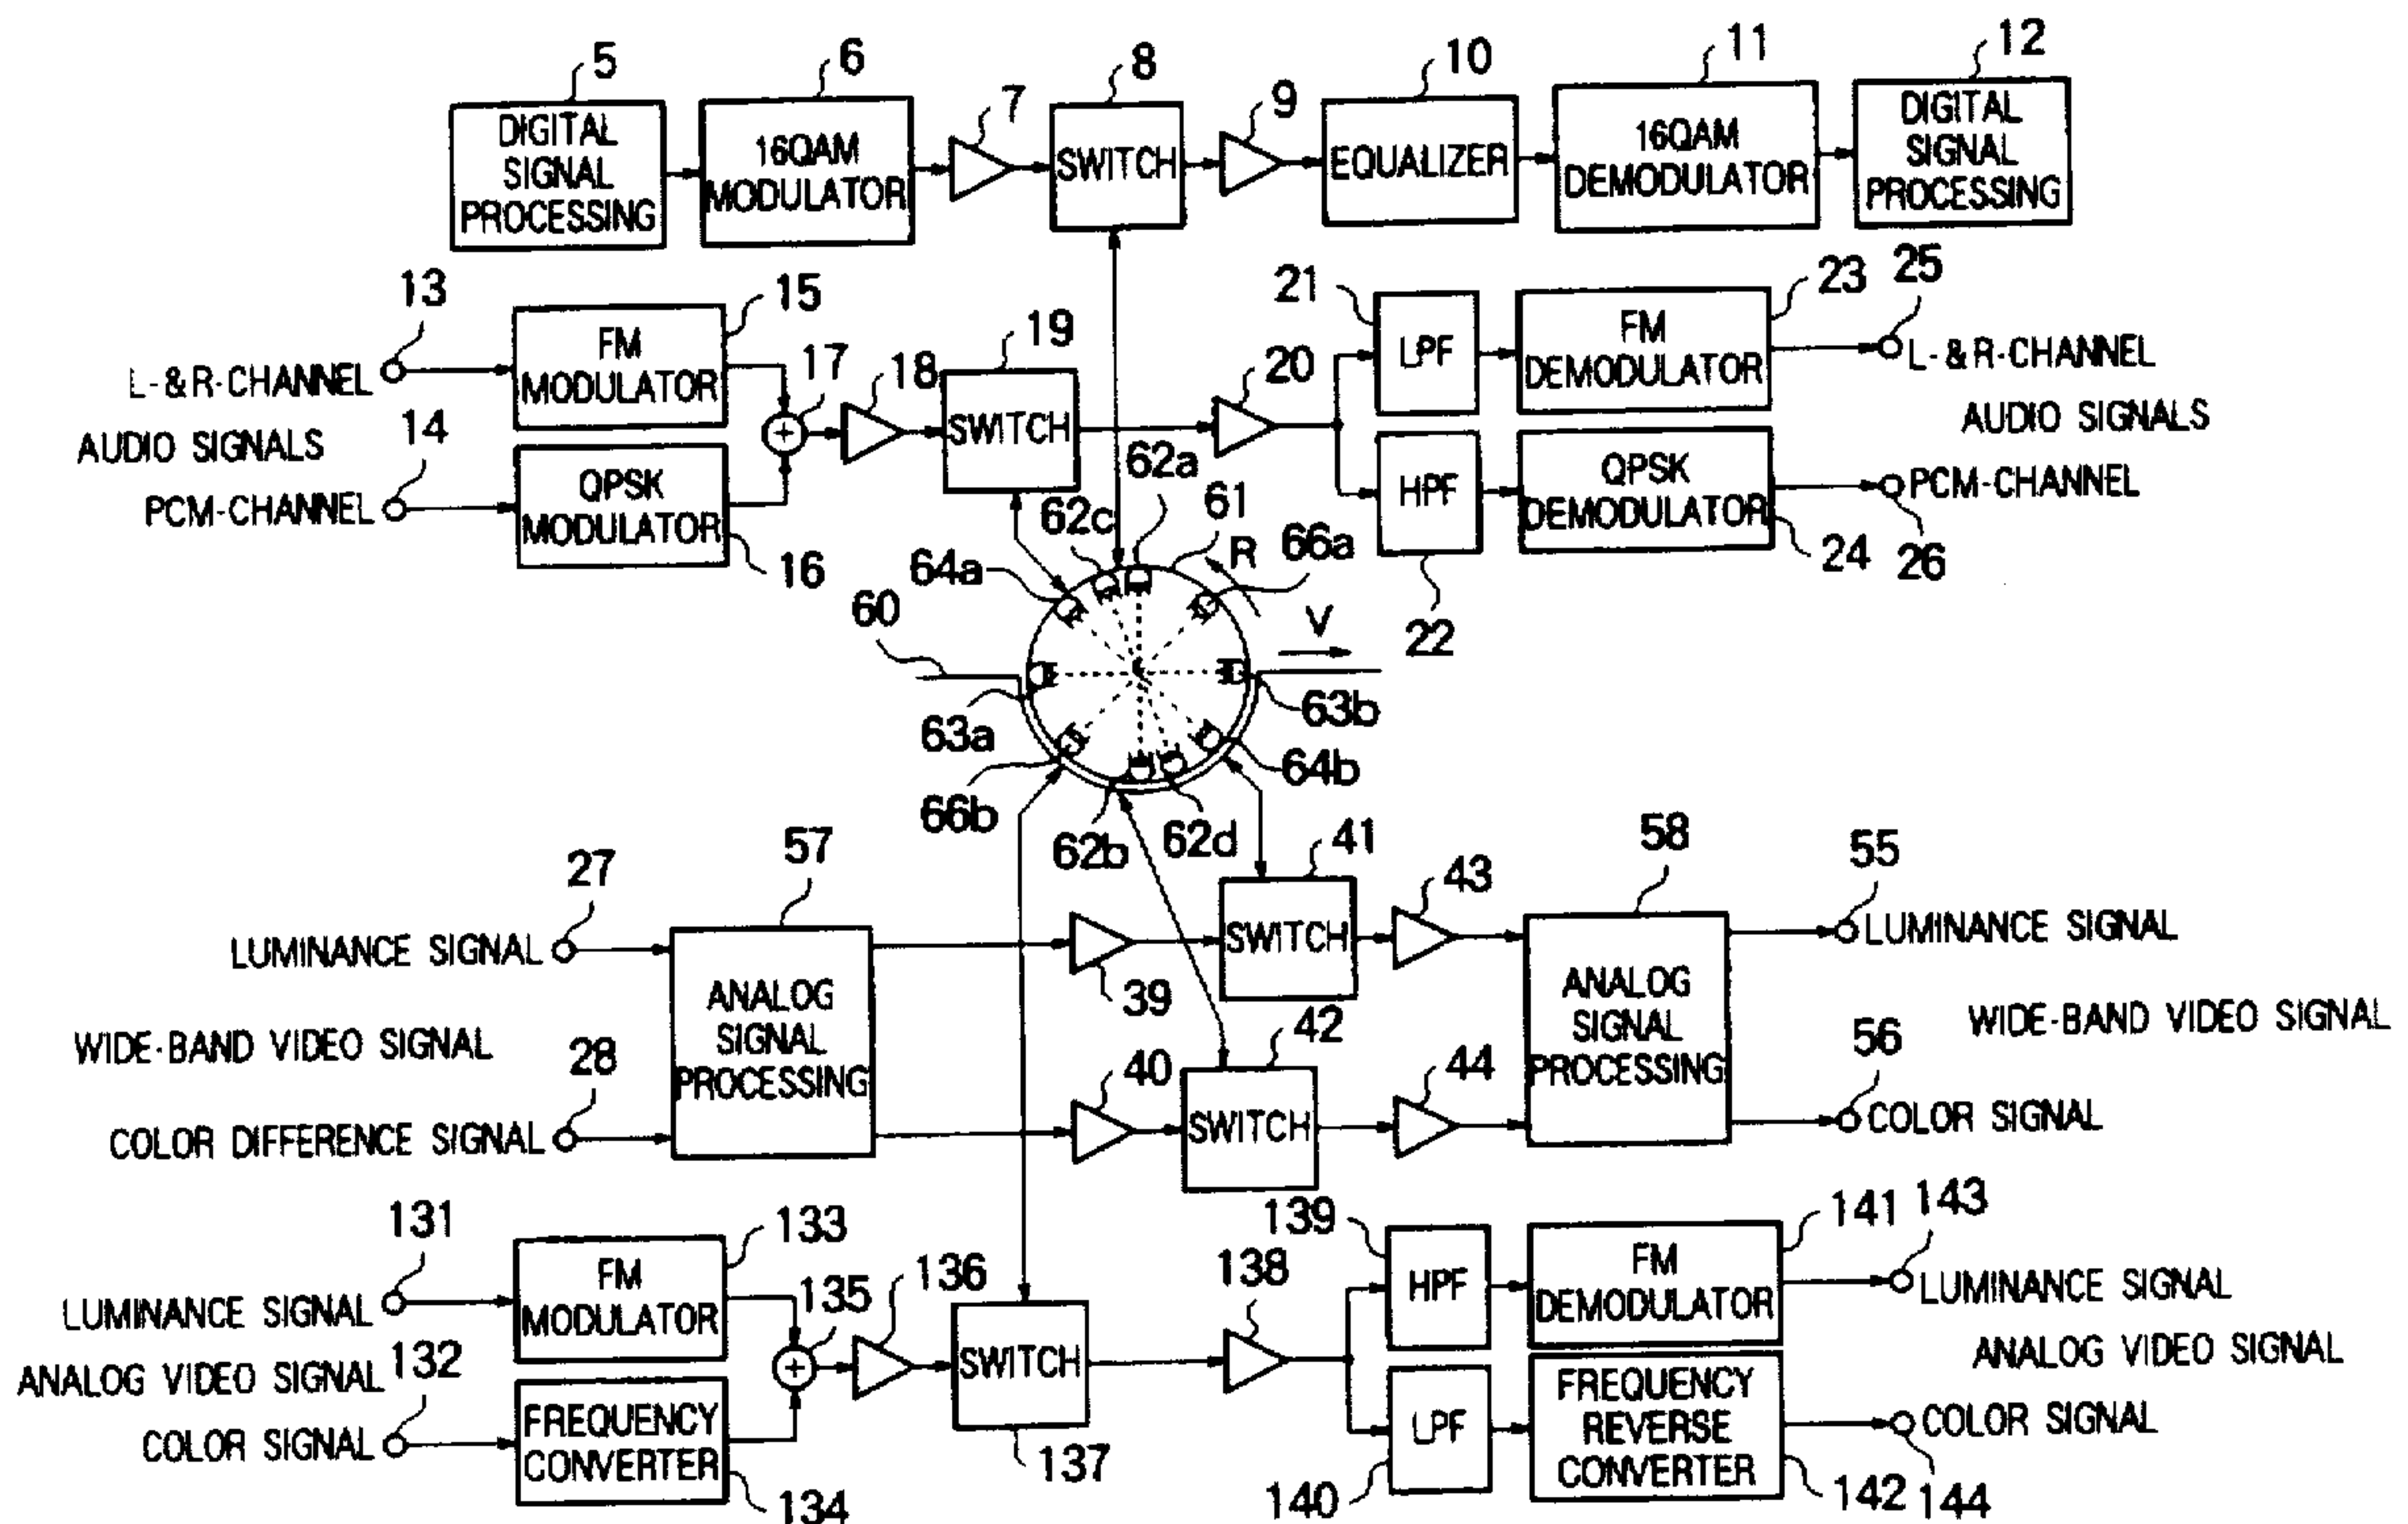 5
6
7
8
9
10
11
12
DIGITAL
SIGNAL
PROCESSING
16QAM
MODULATOR
SWITCH
EQUALIZER
16QAM
DEMODULATOR
DIGITAL
SIGNAL
PROCESSING
13
15
17
18
19
20
21
23
25
L-&R-CHANNEL
AUDIO SIGNALS
14
PCM-CHANNEL
FM
MODULATOR
QPSK
MODULATOR
16
SWITCH
LPF
FM
DEMODULATOR
L-&R-CHANNEL
AUDIO SIGNALS
HPF
QPSK
DEMODULATOR
PCM-CHANNEL
22
24
26
62a
62c
61
R
66a
64a
60
V
63a
63b
66b
64b
62b
62d
27
57
41
43
58
55
LUMINANCE SIGNAL
WIDE-BAND VIDEO SIGNAL
28
COLOR DIFFERENCE SIGNAL
ANALOG
SIGNAL
PROCESSING
39
SWITCH
40
42
SWITCH
44
ANALOG
SIGNAL
PROCESSING
LUMINANCE SIGNAL
WIDE-BAND VIDEO SIGNAL
56
COLOR SIGNAL
131
133
135
136
138
139
141
143
LUMINANCE SIGNAL
ANALOG VIDEO SIGNAL
132
COLOR SIGNAL
FM
MODULATOR
FREQUENCY
CONVERTER
134
SWITCH
137
HPF
FM
DEMODULATOR
LUMINANCE SIGNAL
ANALOG VIDEO SIGNAL
LPF
140
FREQUENCY
REVERSE
CONVERTER
142
COLOR SIGNAL
144